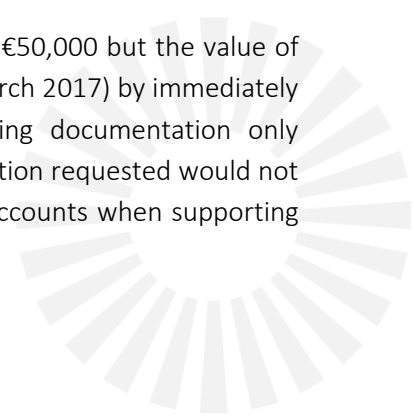 €50,000 but the value of
rch 2017) by immediately
ing documentation only
tion requested would not
ccounts when supporting